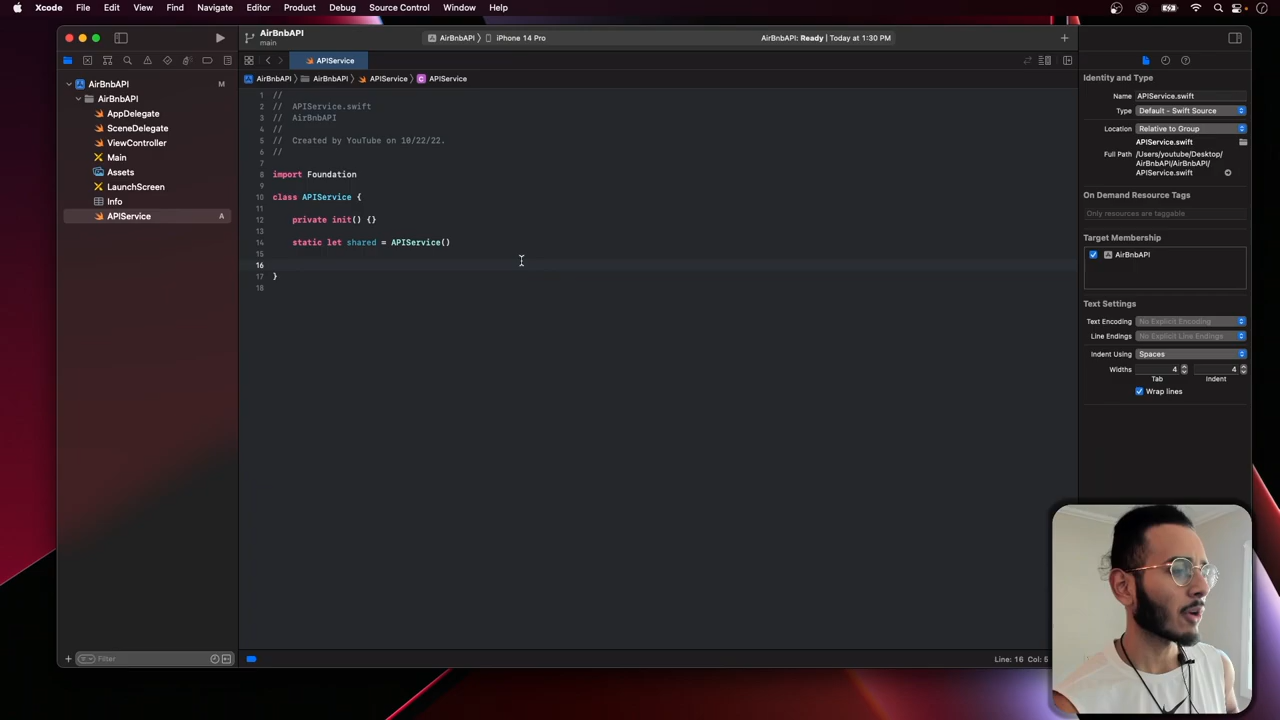 Xcode File Edit View Find Navigate Editor Product Debug Source Control Window Help
AirBnbAPI
main
AirBnbAPI 〉 iPhone 14 Pro
AirBnbAPI: Ready | Today at 1:30 PM
APIService
AirBnbAPI 〉 AirBnbAPI 〉 APIService 〉 C APIService
AirBnbAPI M
AirBnbAPI
AppDelegate
SceneDelegate
ViewController
Main
Assets
LaunchScreen
Info
APIService A
Filter
1 //
2 //  APIService.swift
3 //  AirBnbAPI
4 //
5 //  Created by YouTube on 10/22/22.
6 //
7
8 import Foundation
9
10 class APIService {
11
12     private init() {}
13
14     static let shared = APIService()
15
16
17 }
18
Line: 16 Col: 5
Identity and Type
Name APIService.swift
Type Default - Swift Source
Location Relative to Group
APIService.swift
Full Path /Users/youtube/Desktop/
AirBnbAPI/AirBnbAPI/
APIService.swift
On Demand Resource Tags
Only resources are taggable
Target Membership
AirBnbAPI
Text Settings
Text Encoding No Explicit Encoding
Line Endings No Explicit Line Endings
Indent Using Spaces
Widths 4 4
Tab Indent
Wrap lines